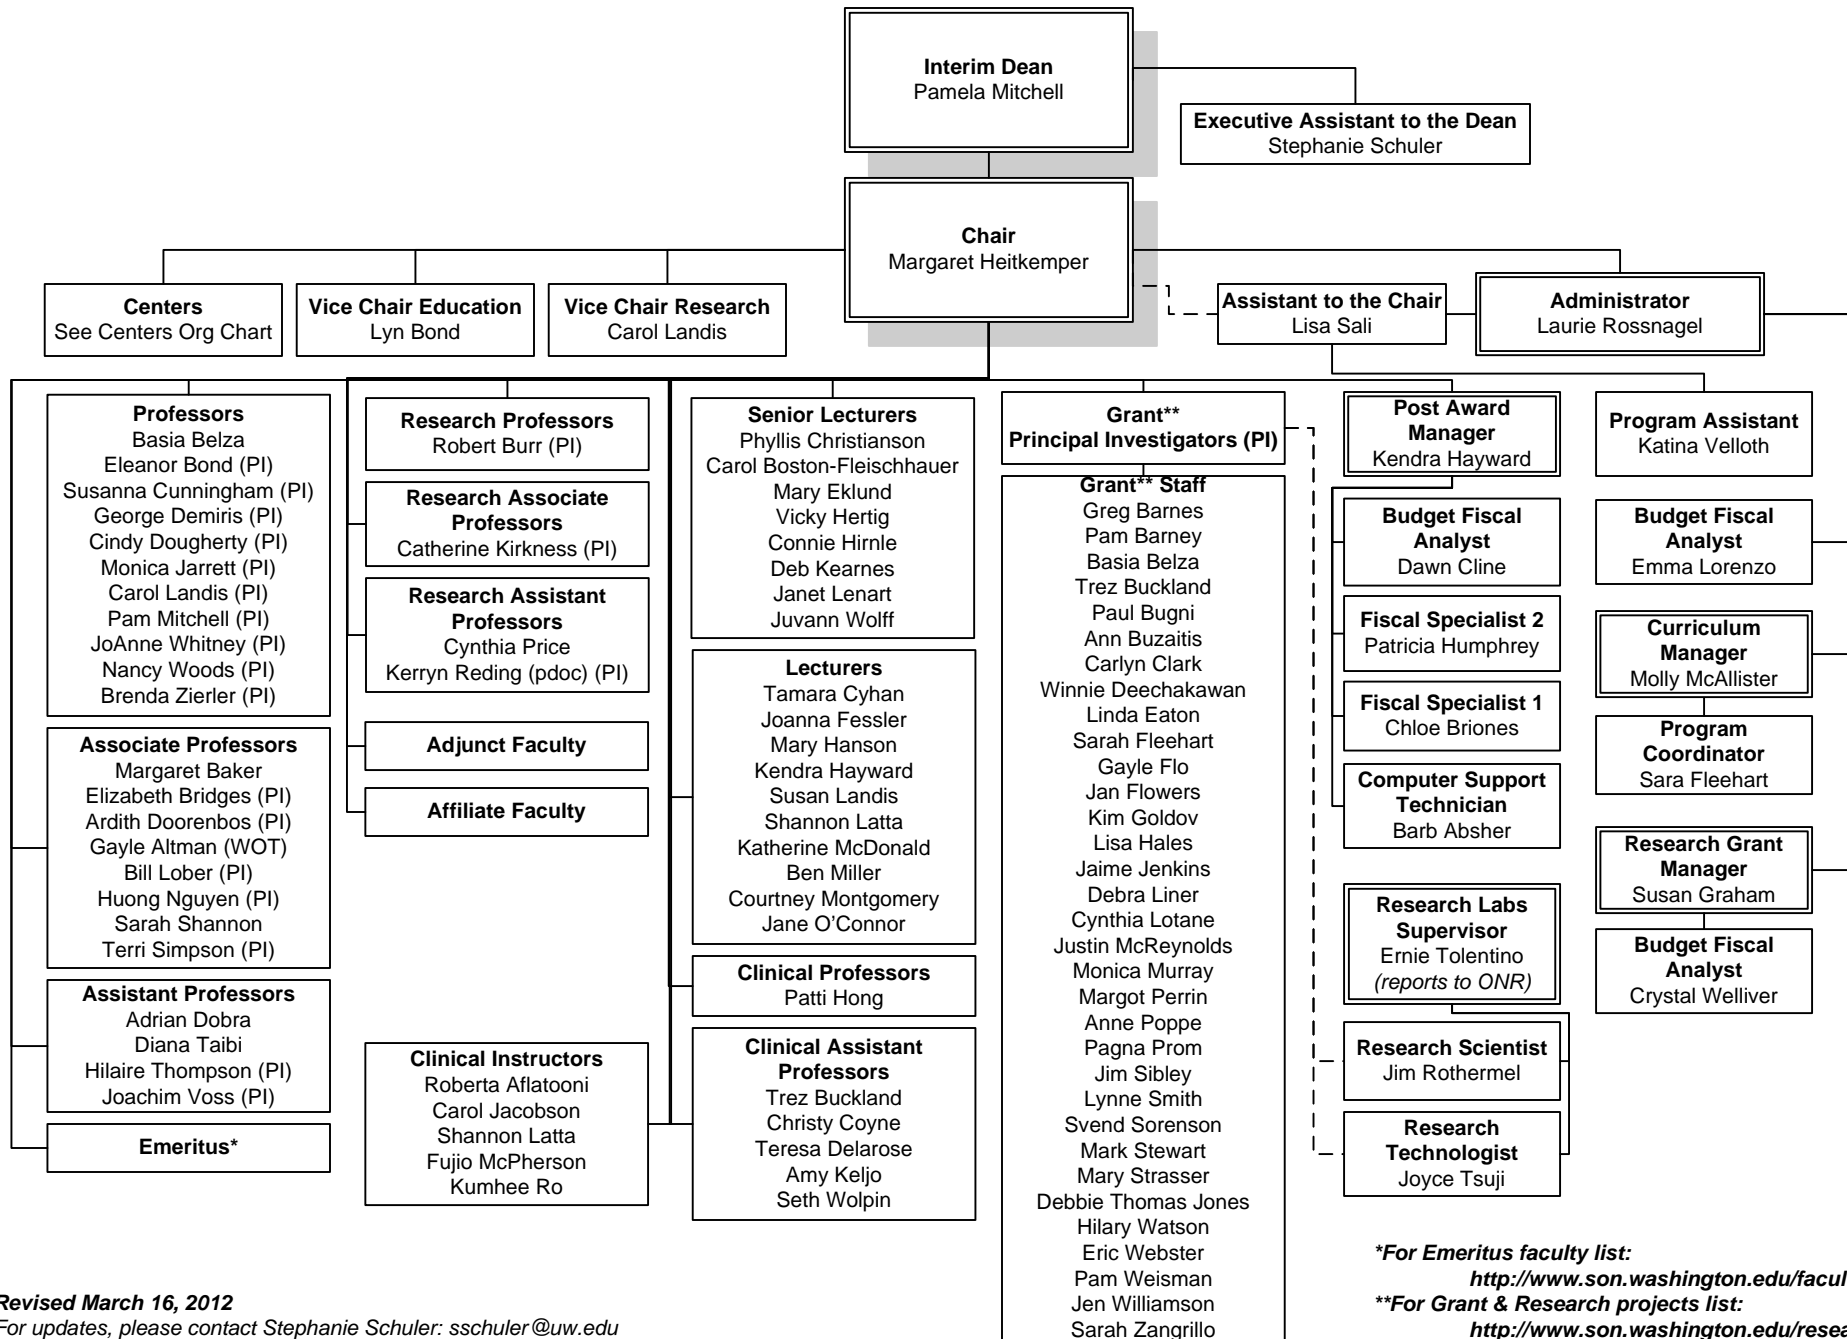 Interim Dean
Pamela Mitchell
Executive Assistant to the Dean
Stephanie Schuler
Chair
Margaret Heitkemper
Centers
See Centers Org Chart
Vice Chair Education
Lyn Bond
Vice Chair Research
Carol Landis
Assistant to the Chair
Lisa Sali
Administrator
Laurie Rossnagel
Professors
Basia Belza
Eleanor Bond (PI)
Susanna Cunningham (PI)
George Demiris (PI)
Cindy Dougherty (PI)
Monica Jarrett (PI)
Carol Landis (PI)
Pam Mitchell (PI)
JoAnne Whitney (PI)
Nancy Woods (PI)
Brenda Zierler (PI)
Associate Professors
Margaret Baker
Elizabeth Bridges (PI)
Ardith Doorenbos (PI)
Gayle Altman (WOT)
Bill Lober (PI)
Huong Nguyen (PI)
Sarah Shannon
Terri Simpson (PI)
Assistant Professors
Adrian Dobra
Diana Taibi
Hilaire Thompson (PI)
Joachim Voss (PI)
Emeritus*
Research Professors
Robert Burr (PI)
Research Associate
Professors
Catherine Kirkness (PI)
Research Assistant
Professors
Cynthia Price
Kerryn Reding (pdoc) (PI)
Adjunct Faculty
Affiliate Faculty
Clinical Instructors
Roberta Aflatooni
Carol Jacobson
Shannon Latta
Fujio McPherson
Kumhee Ro
Senior Lecturers
Phyllis Christianson
Carol Boston-Fleischhauer
Mary Eklund
Vicky Hertig
Connie Hirnle
Deb Kearnes
Janet Lenart
Juvann Wolff
Lecturers
Tamara Cyhan
Joanna Fessler
Mary Hanson
Kendra Hayward
Susan Landis
Shannon Latta
Katherine McDonald
Ben Miller
Courtney Montgomery
Jane O’Connor
Clinical Professors
Patti Hong
Clinical Assistant
Professors
Trez Buckland
Christy Coyne
Teresa Delarose
Amy Keljo
Seth Wolpin
Grant**
Principal Investigators (PI)
Grant** Staff
Greg Barnes
Pam Barney
Basia Belza
Trez Buckland
Paul Bugni
Ann Buzaitis
Carlyn Clark
Winnie Deechakawan
Linda Eaton
Sarah Fleehart
Gayle Flo
Jan Flowers
Kim Goldov
Lisa Hales
Jaime Jenkins
Debra Liner
Cynthia Lotane
Justin McReynolds
Monica Murray
Margot Perrin
Anne Poppe
Pagna Prom
Jim Sibley
Lynne Smith
Svend Sorenson
Mark Stewart
Mary Strasser
Debbie Thomas Jones
Hilary Watson
Eric Webster
Pam Weisman
Jen Williamson
Sarah Zangrillo
Post Award
Manager
Kendra Hayward
Budget Fiscal
Analyst
Dawn Cline
Fiscal Specialist 2
Patricia Humphrey
Fiscal Specialist 1
Chloe Briones
Computer Support
Technician
Barb Absher
Research Labs
Supervisor
Ernie Tolentino
(reports to ONR)
Research Scientist
Jim Rothermel
Research
Technologist
Joyce Tsuji
Program Assistant
Katina Velloth
Budget Fiscal
Analyst
Emma Lorenzo
Curriculum
Manager
Molly McAllister
Program
Coordinator
Sara Fleehart
Research Grant
Manager
Susan Graham
Budget Fiscal
Analyst
Crystal Welliver
Revised March 16, 2012
For updates, please contact Stephanie Schuler: sschuler@uw.edu
*For Emeritus faculty list:
http://www.son.washington.edu/facul
**For Grant & Research projects list:
http://www.son.washington.edu/resea